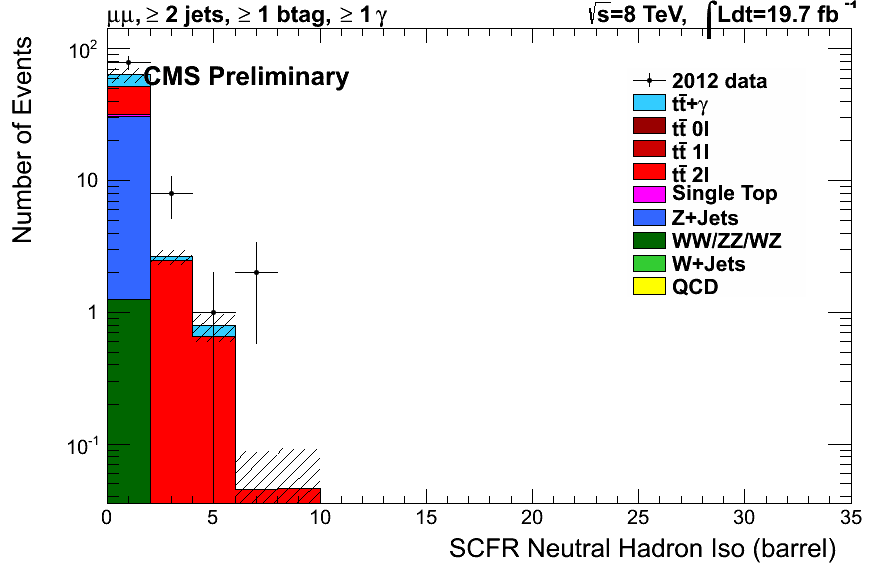 μμ, ≥ 2 jets, ≥ 1 btag, ≥ 1 γ
√s=8 TeV, ∫Ldt=19.7 fb⁻¹
CMS Preliminary
2012 data
tt̄+γ
tt̄ 0l
tt̄ 1l
tt̄ 2l
Single Top
Z+Jets
WW/ZZ/WZ
W+Jets
QCD
Number of Events
10²
10
1
10⁻¹
0 5 10 15 20 25 30 35
SCFR Neutral Hadron Iso (barrel)